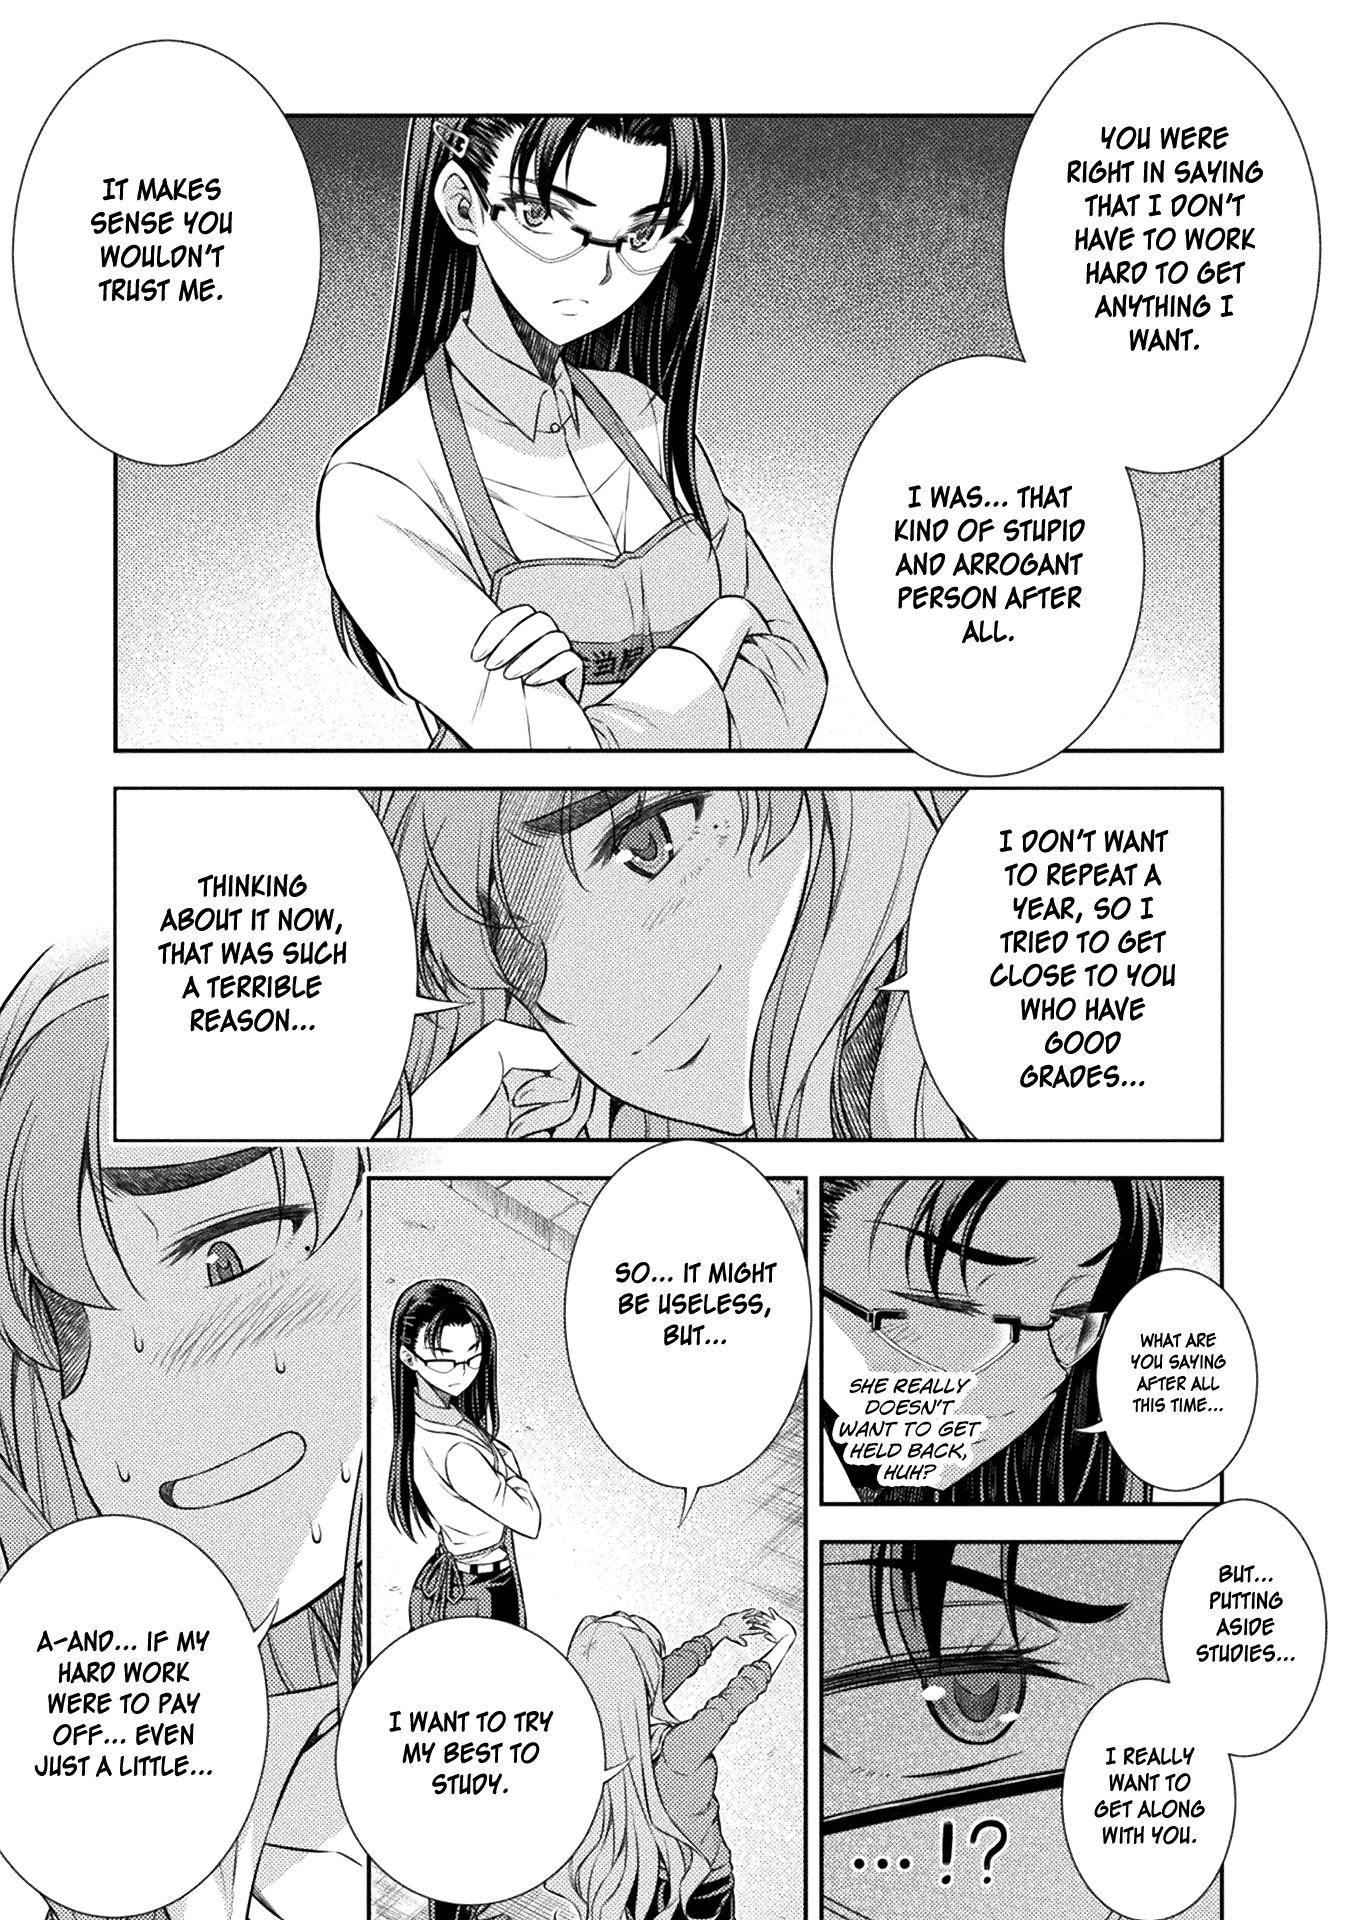 YOU WERE
RIGHT IN SAYING
THAT I DON'T
HAVE TO WORK
HARD TO GET
ANYTHING I
WANT.
I WAS... THAT
KIND OF STUPID
AND ARROGANT
PERSON AFTER
ALL.
IT MAKES
SENSE YOU
WOULDN'T
TRUST ME.
I DON'T WANT
TO REPEAT A
YEAR, SO I
TRIED TO GET
CLOSE TO YOU
WHO HAVE
GOOD
GRADES...
THINKING
ABOUT IT NOW,
THAT WAS SUCH
A TERRIBLE
REASON...
WHAT ARE
YOU SAYING
AFTER ALL
THIS TIME...
SHE REALLY
DOESN'T
WANT TO GET
HELD BACK,
HUH?
BUT...
PUTTING
ASIDE
STUDIES...
I REALLY
WANT TO
GET ALONG
WITH YOU.
...!?
SO... IT MIGHT
BE USELESS,
BUT...
I WANT TO TRY
MY BEST TO
STUDY.
A-AND... IF MY
HARD WORK
WERE TO PAY
OFF... EVEN
JUST A LITTLE...